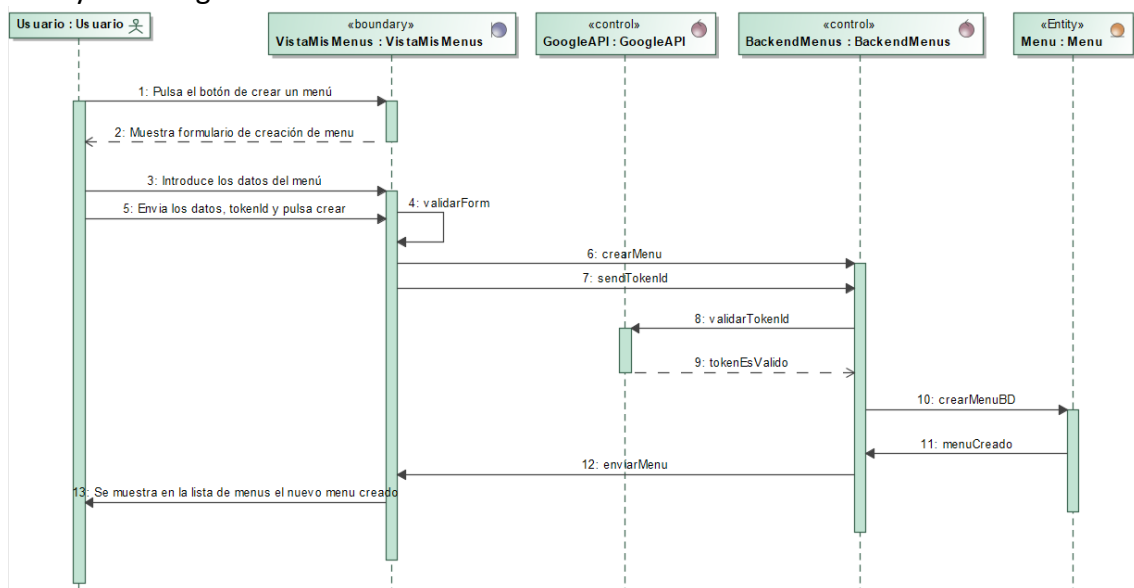 Usuario : Usuario
«boundary»
VistaMisMenus : VistaMisMenus
«control»
GoogleAPI : GoogleAPI
«control»
BackendMenus : BackendMenus
«Entity»
Menu : Menu
1: Pulsa el botón de crear un menú
2: Muestra formulario de creación de menu
3: Introduce los datos del menú
4: validarForm
5: Envia los datos, tokenId y pulsa crear
6: crearMenu
7: sendTokenId
8: validarTokenId
9: tokenEsValido
10: crearMenuBD
11: menuCreado
12: enviarMenu
13: Se muestra en la lista de menus el nuevo menu creado